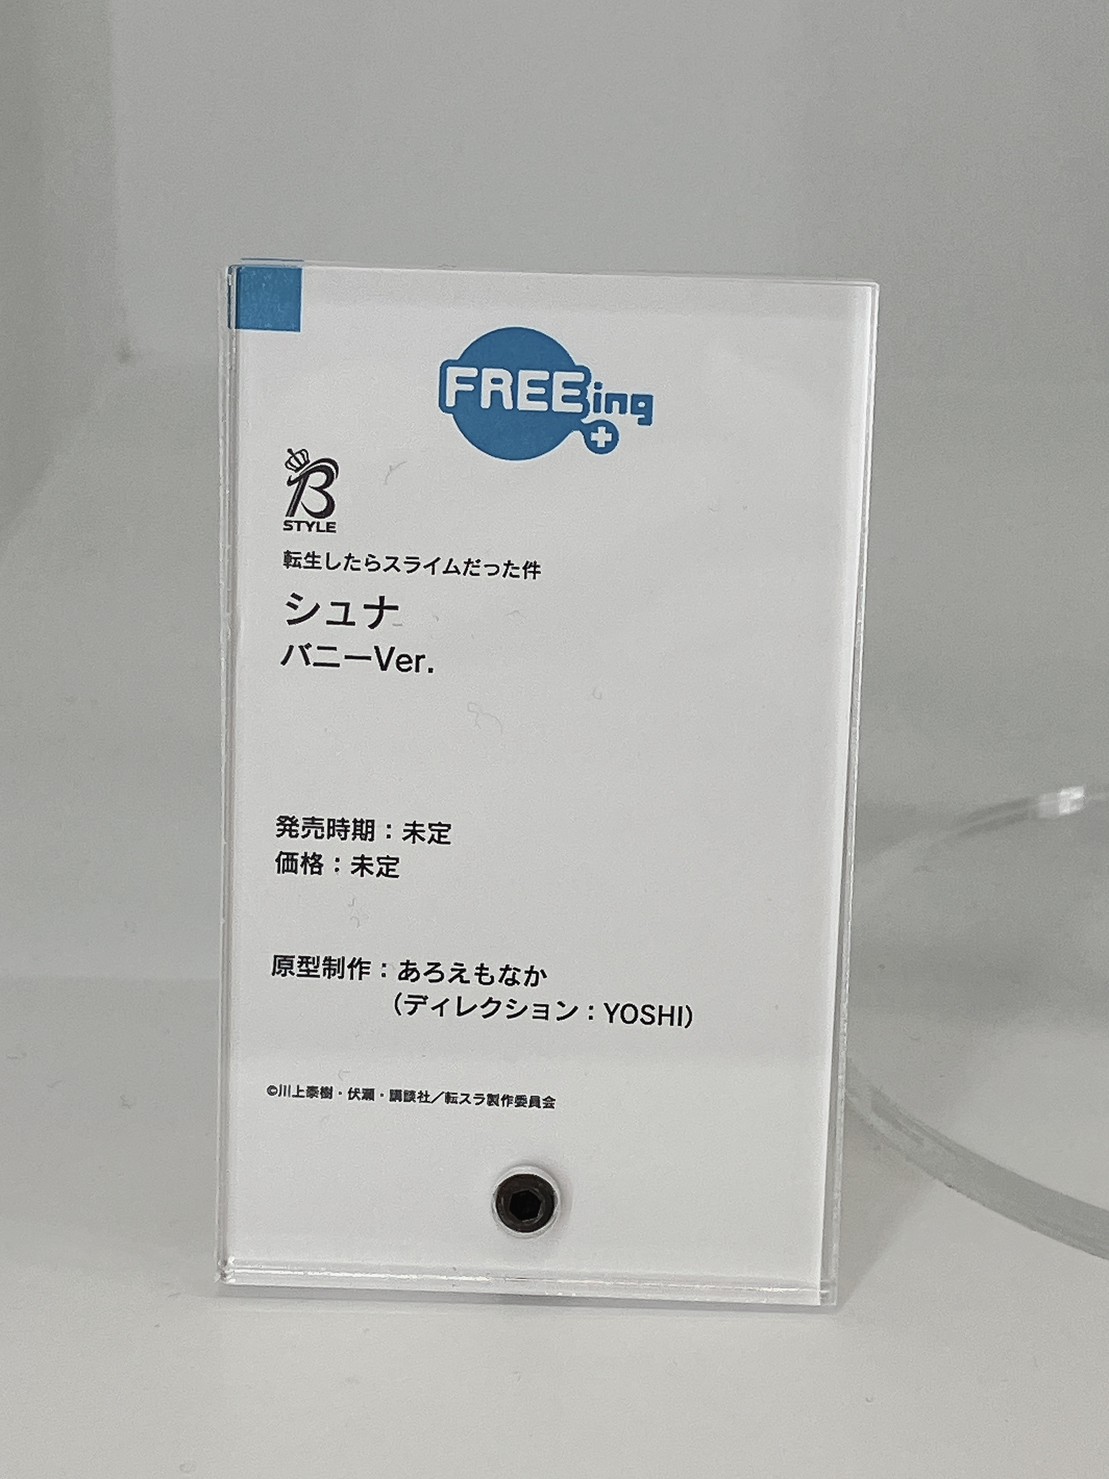 FREEing
B
STYLE
転生したらスライムだった件
シュナ
バニーVer.
発売時期：未定
価格：未定
原型制作：あろえもなか
（ディレクション：YOSHI）
©川上泰樹・伏瀬・講談社／転スラ製作委員会